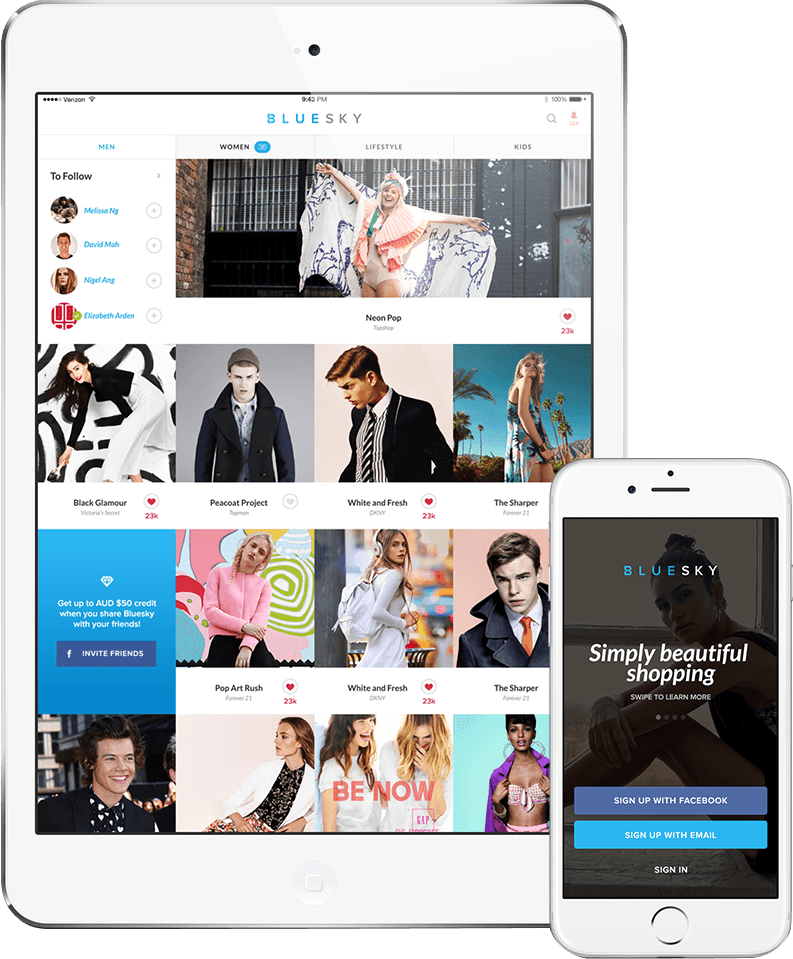 Verizon
9:43 PM
100%
BLUESKY
MEN
WOMEN 36
LIFESTYLE
KIDS
To Follow
Melissa Ng
David Mah
Nigel Ang
Elizabeth Arden
Neon Pop
Topshop
23k
Black Glamour
Victoria's Secret
23k
Peacoat Project
Topman
White and Fresh
DKNY
23k
The Sharper
Forever 21
Get up to AUD $50 credit
when you share Bluesky
with your friends!
f INVITE FRIENDS
Pop Art Rush
Forever 21
23k
White and Fresh
DKNY
23k
The Sharper
Forever 21
BE NOW
GAP
BLUESKY
Simply beautiful
shopping
SWIPE TO LEARN MORE
SIGN UP WITH FACEBOOK
SIGN UP WITH EMAIL
SIGN IN